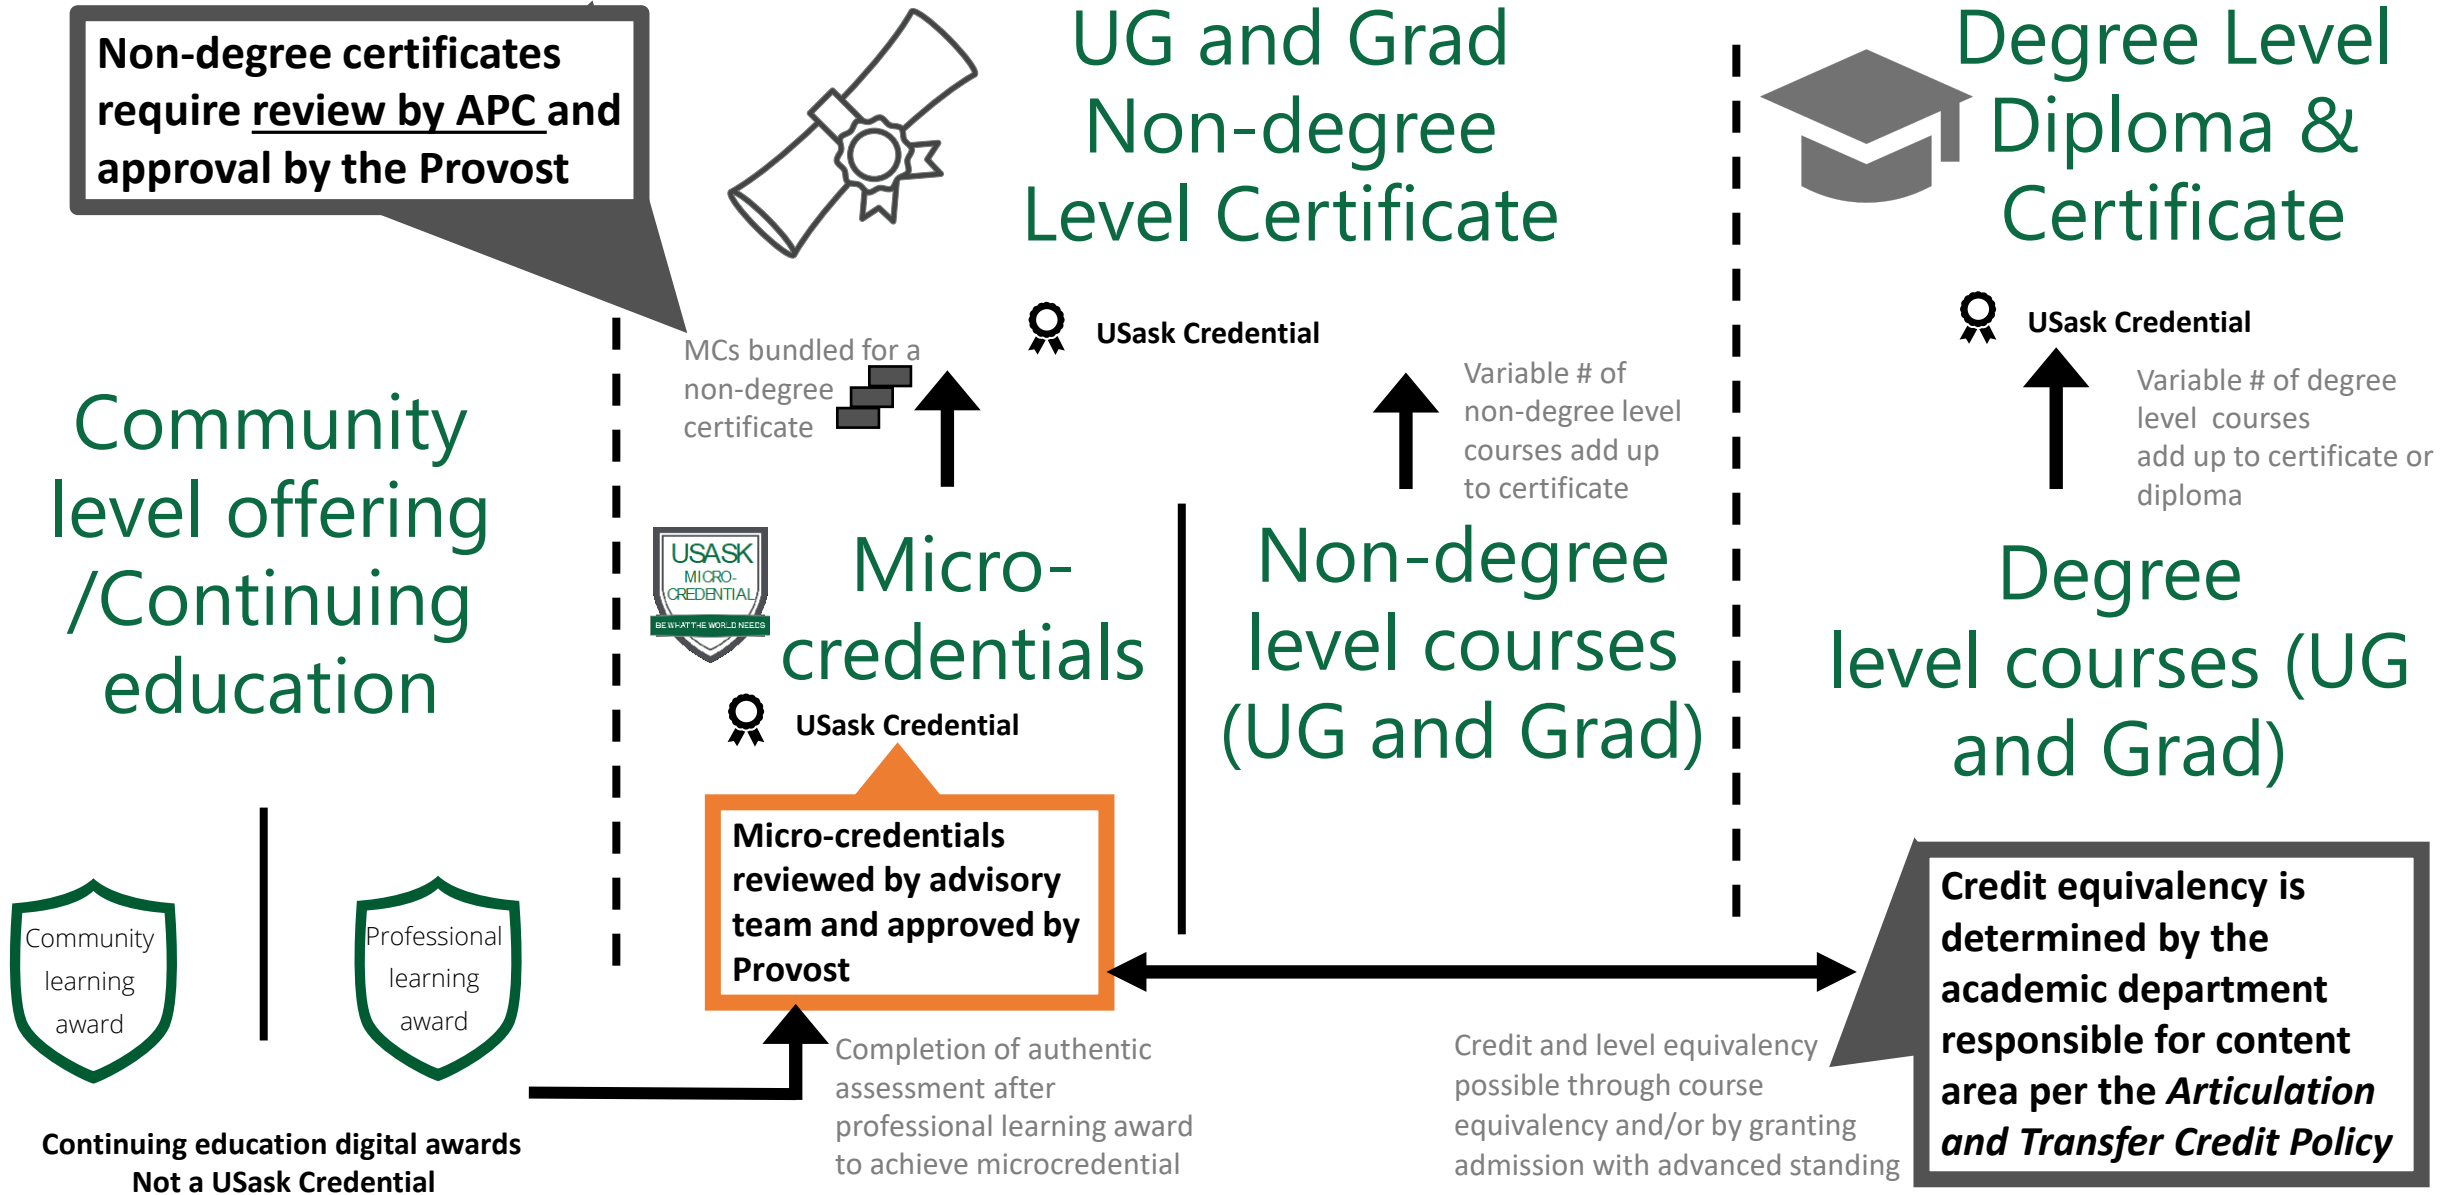 Non-degree certificates
require review by APC and
approval by the Provost
UG and Grad
Non-degree
Level Certificate
USask Credential
Degree Level
Diploma &
Certificate
USask Credential
MCs bundled for a
non-degree
certificate
Variable # of
non-degree level
courses add up
to certificate
Variable # of degree
level courses
add up to certificate or
diploma
Community
level offering
/Continuing
education
USASK
MICRO-
CREDENTIAL
BE WHAT THE WORLD NEEDS
Micro-
credentials
USask Credential
Non-degree
level courses
(UG and Grad)
Degree
level courses (UG
and Grad)
Micro-credentials
reviewed by advisory
team and approved by
Provost
Community
learning
award
Professional
learning
award
Continuing education digital awards
Not a USask Credential
Completion of authentic
assessment after
professional learning award
to achieve microcredential
Credit and level equivalency
possible through course
equivalency and/or by granting
admission with advanced standing
Credit equivalency is
determined by the
academic department
responsible for content
area per the Articulation
and Transfer Credit Policy